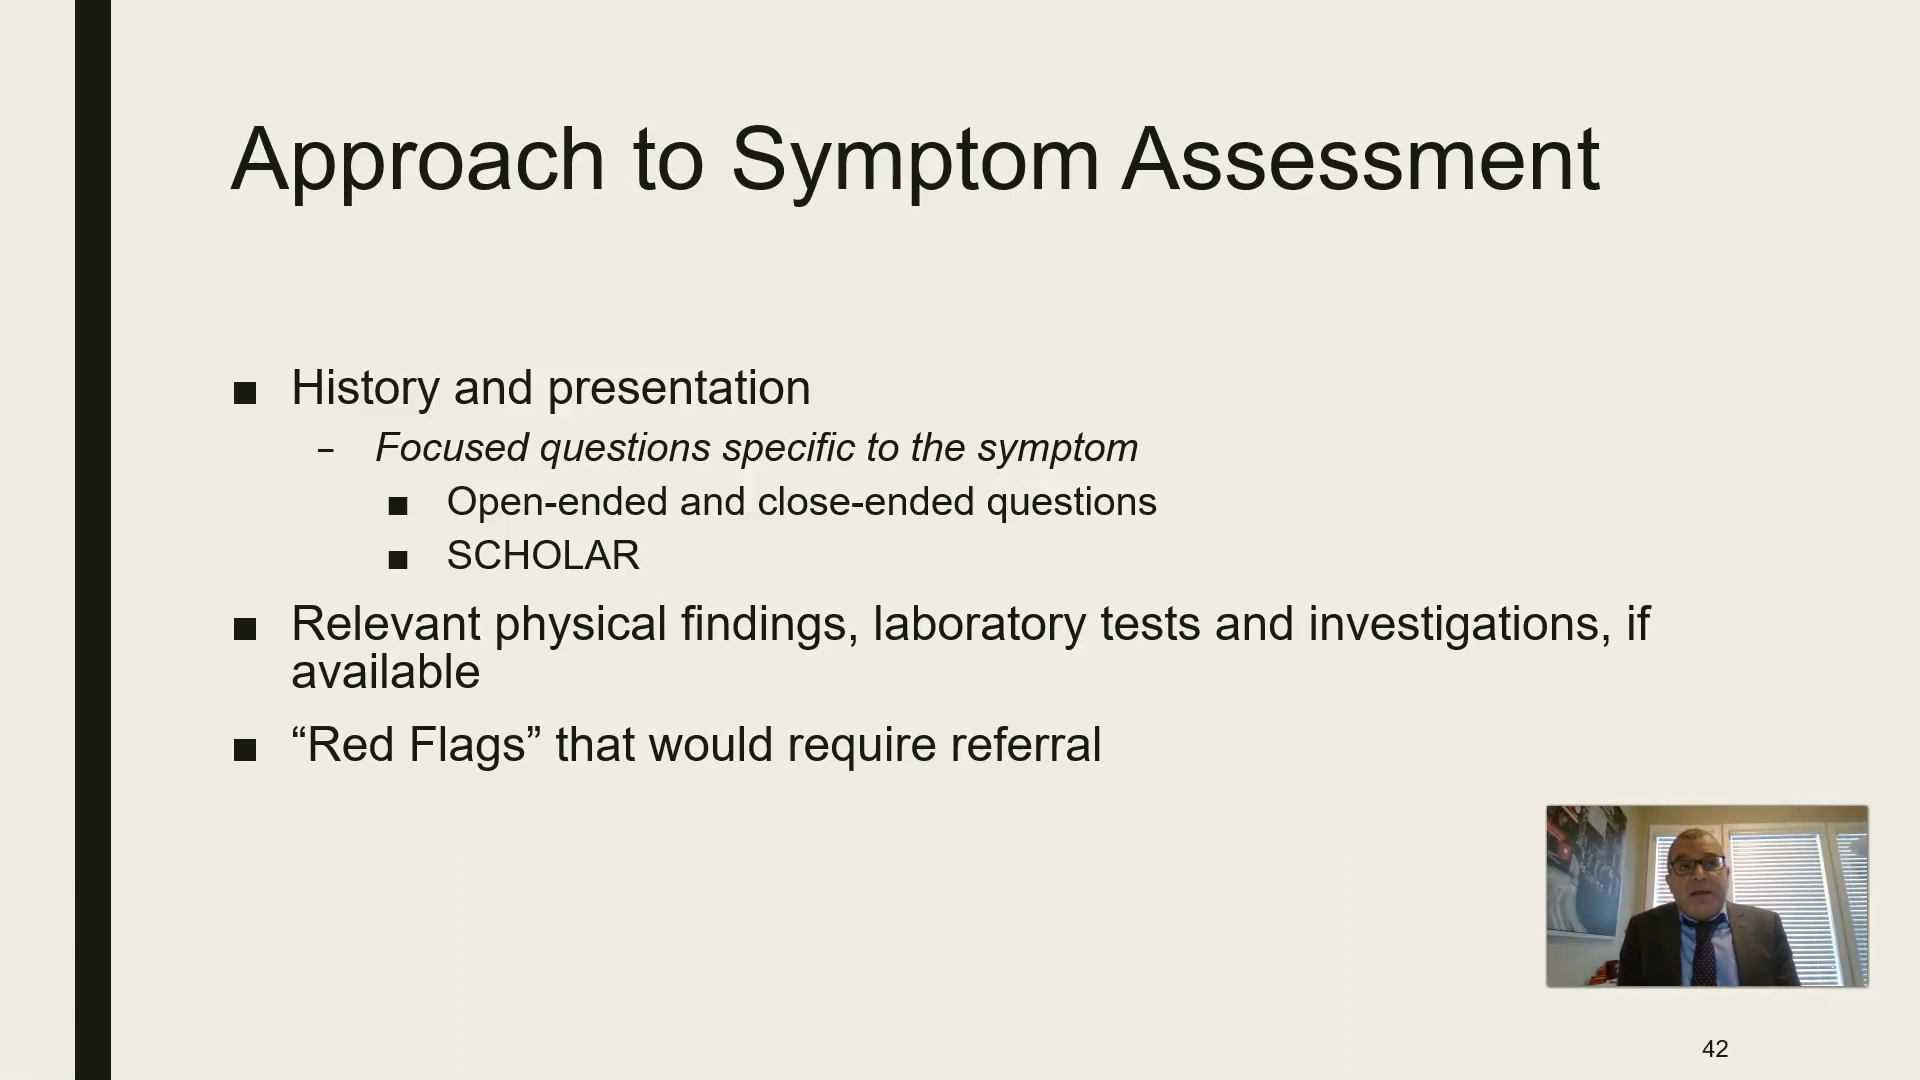 Approach to Symptom Assessment
■ History and presentation
– Focused questions specific to the symptom
■ Open-ended and close-ended questions
■ SCHOLAR
■ Relevant physical findings, laboratory tests and investigations, if
available
■ “Red Flags” that would require referral
42